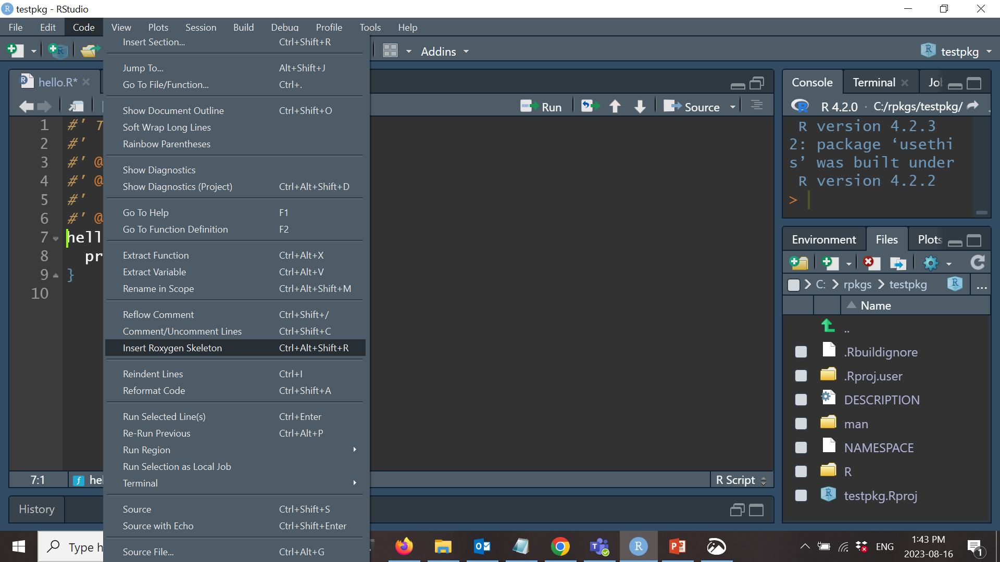 testpkg - RStudio
File Edit Code View Plots Session Build Debug Profile Tools Help
Addins
testpkg
hello.R*
Run
Source
1 #'
2 #'
3 #' @
4 #' @
5 #'
6 #' @
7 hell
8 pr
9 }
10
7:1
R Script
History
Insert Section... Ctrl+Shift+R
Jump To... Alt+Shift+J
Go To File/Function... Ctrl+.
Show Document Outline Ctrl+Shift+O
Soft Wrap Long Lines
Rainbow Parentheses
Show Diagnostics
Show Diagnostics (Project) Ctrl+Alt+Shift+D
Go To Help F1
Go To Function Definition F2
Extract Function Ctrl+Alt+X
Extract Variable Ctrl+Alt+V
Rename in Scope Ctrl+Alt+Shift+M
Reflow Comment Ctrl+Shift+/
Comment/Uncomment Lines Ctrl+Shift+C
Insert Roxygen Skeleton Ctrl+Alt+Shift+R
Reindent Lines Ctrl+I
Reformat Code Ctrl+Shift+A
Run Selected Line(s) Ctrl+Enter
Re-Run Previous Ctrl+Alt+P
Run Region
Run Selection as Local Job
Terminal
Source Ctrl+Shift+S
Source with Echo Ctrl+Shift+Enter
Source File... Ctrl+Alt+G
Console Terminal
R 4.2.0 · C:/rpkgs/testpkg/
R version 4.2.3
2: package ‘usethi
s’ was built under
R version 4.2.2
>
Environment Files Plots
C: rpkgs testpkg ...
Name
..
.Rbuildignore
.Rproj.user
DESCRIPTION
man
NAMESPACE
R
testpkg.Rproj
Type h
ENG
1:43 PM
2023-08-16
1